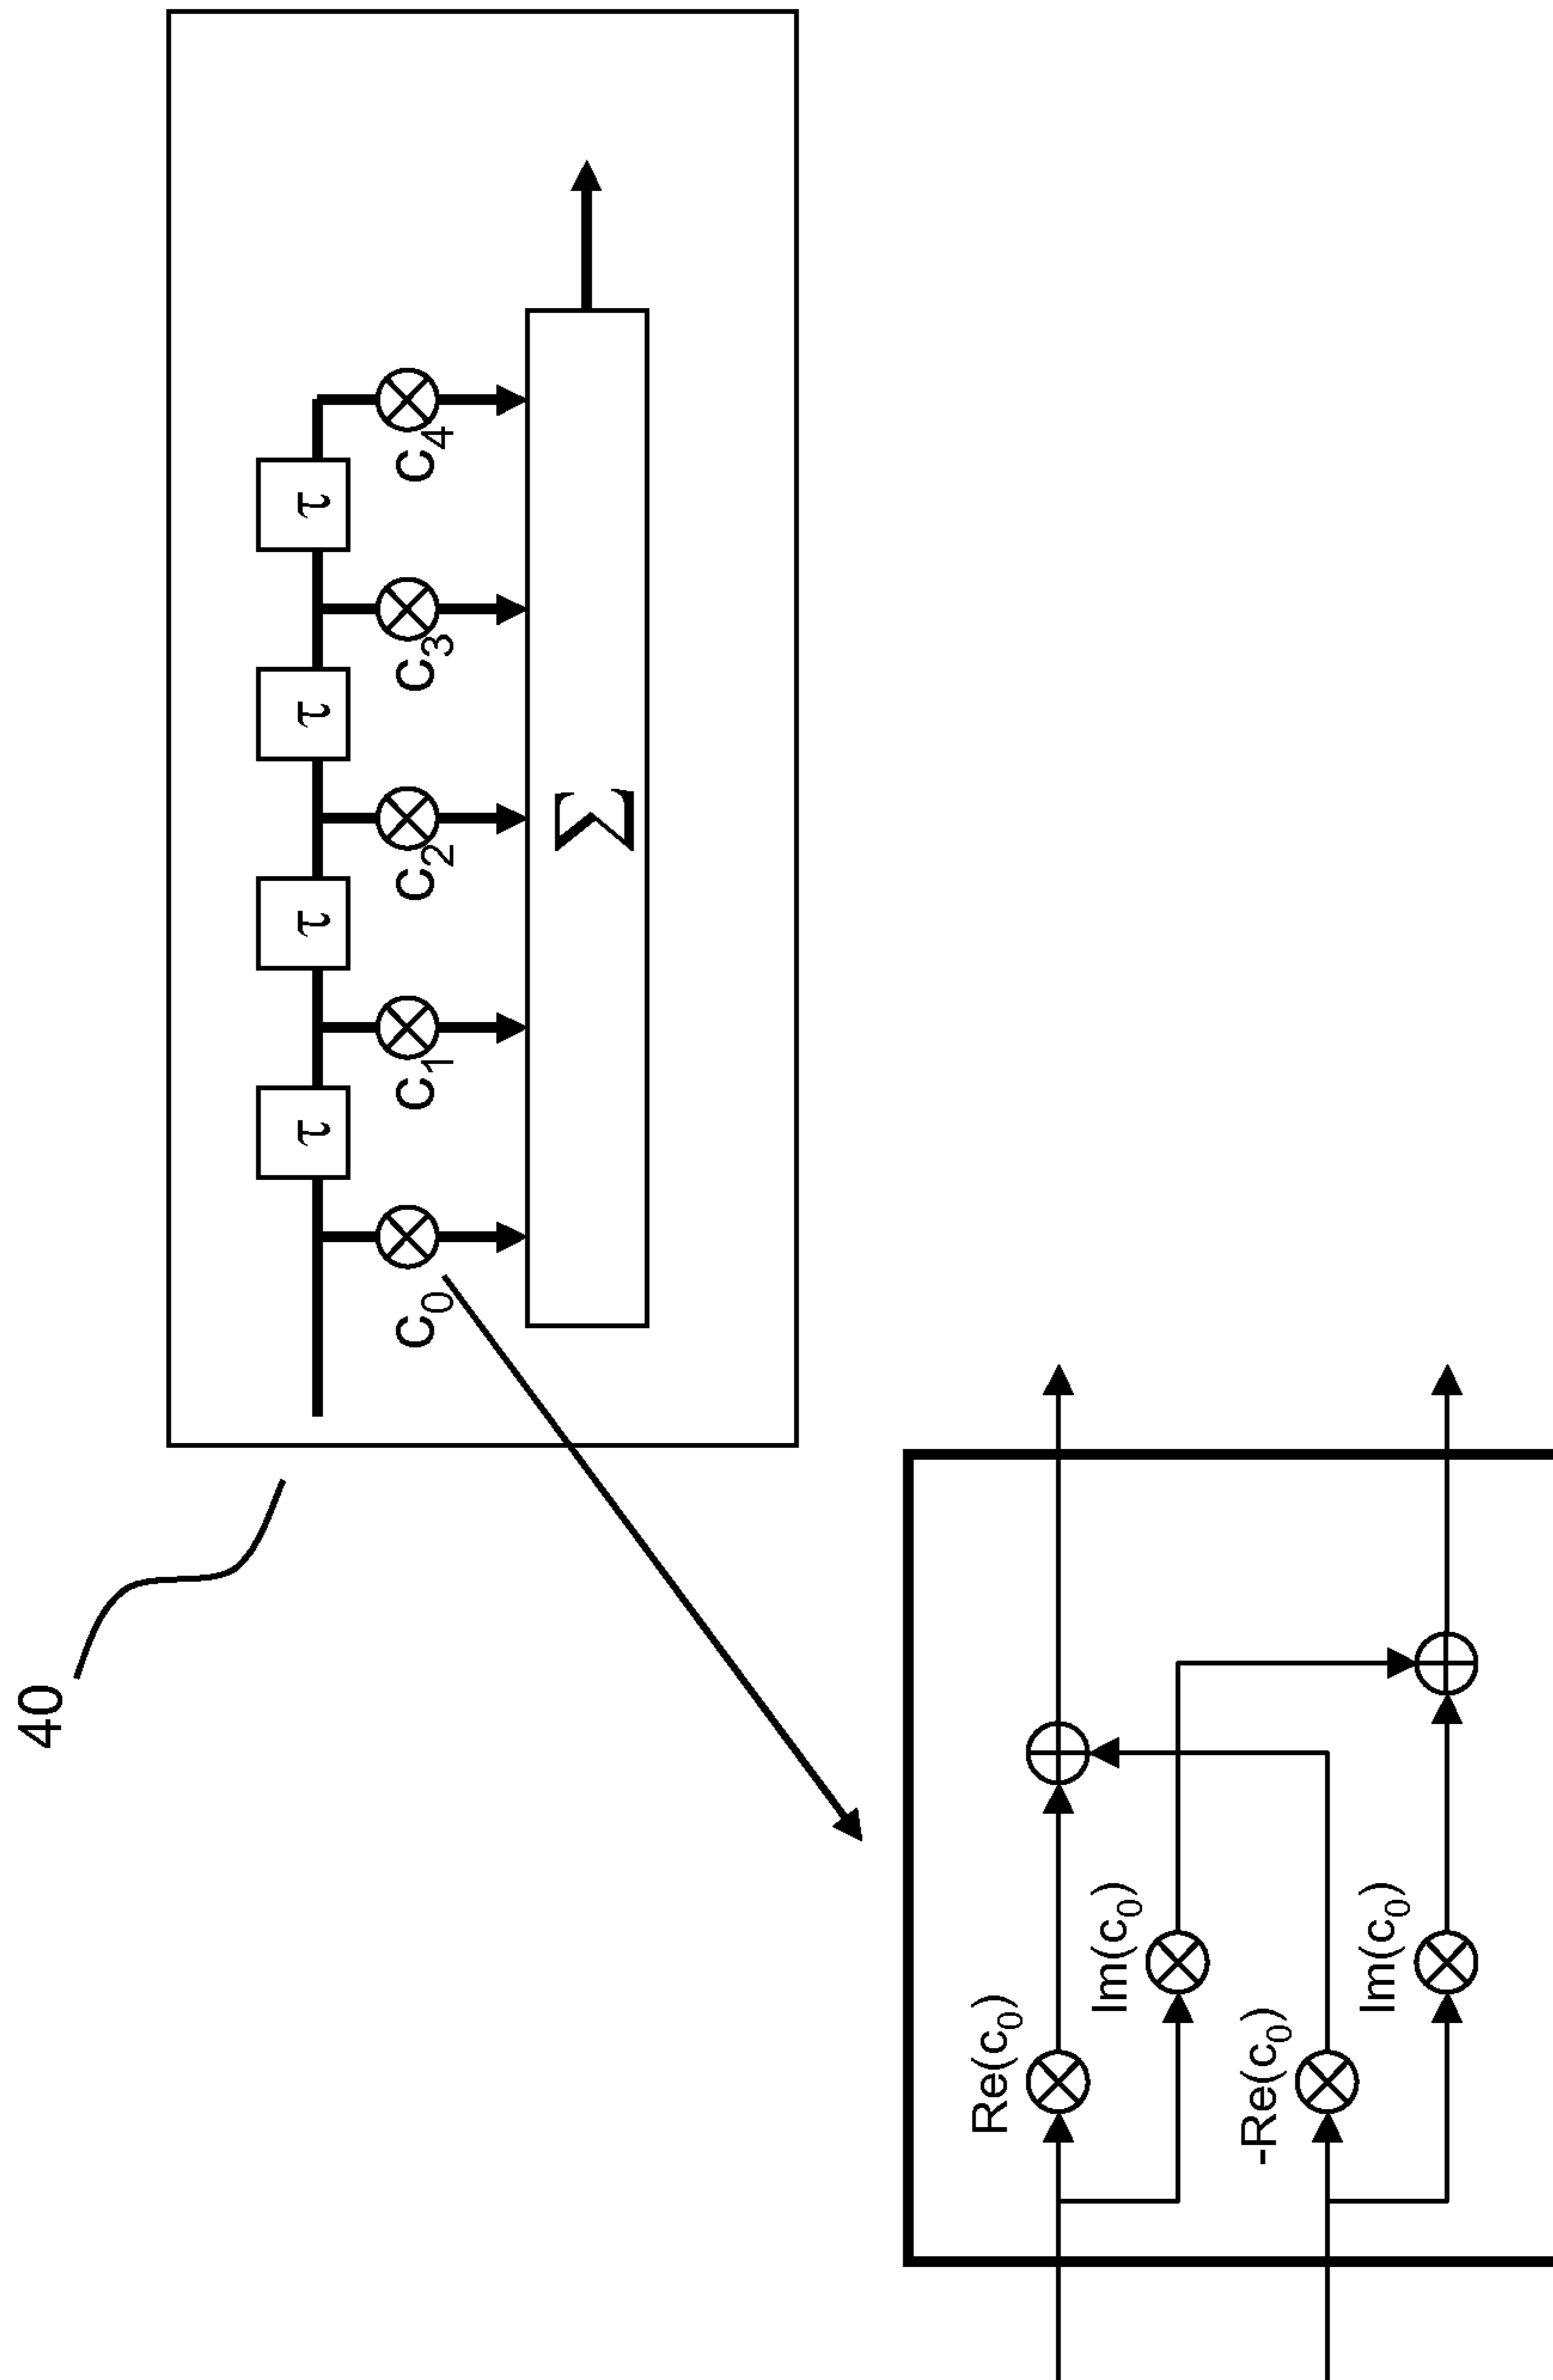 40
τ
τ
τ
τ
c₀
c₁
c₂
c₃
c₄
Σ
Re(c₀)
Im(c₀)
-Re(c₀)
Im(c₀)